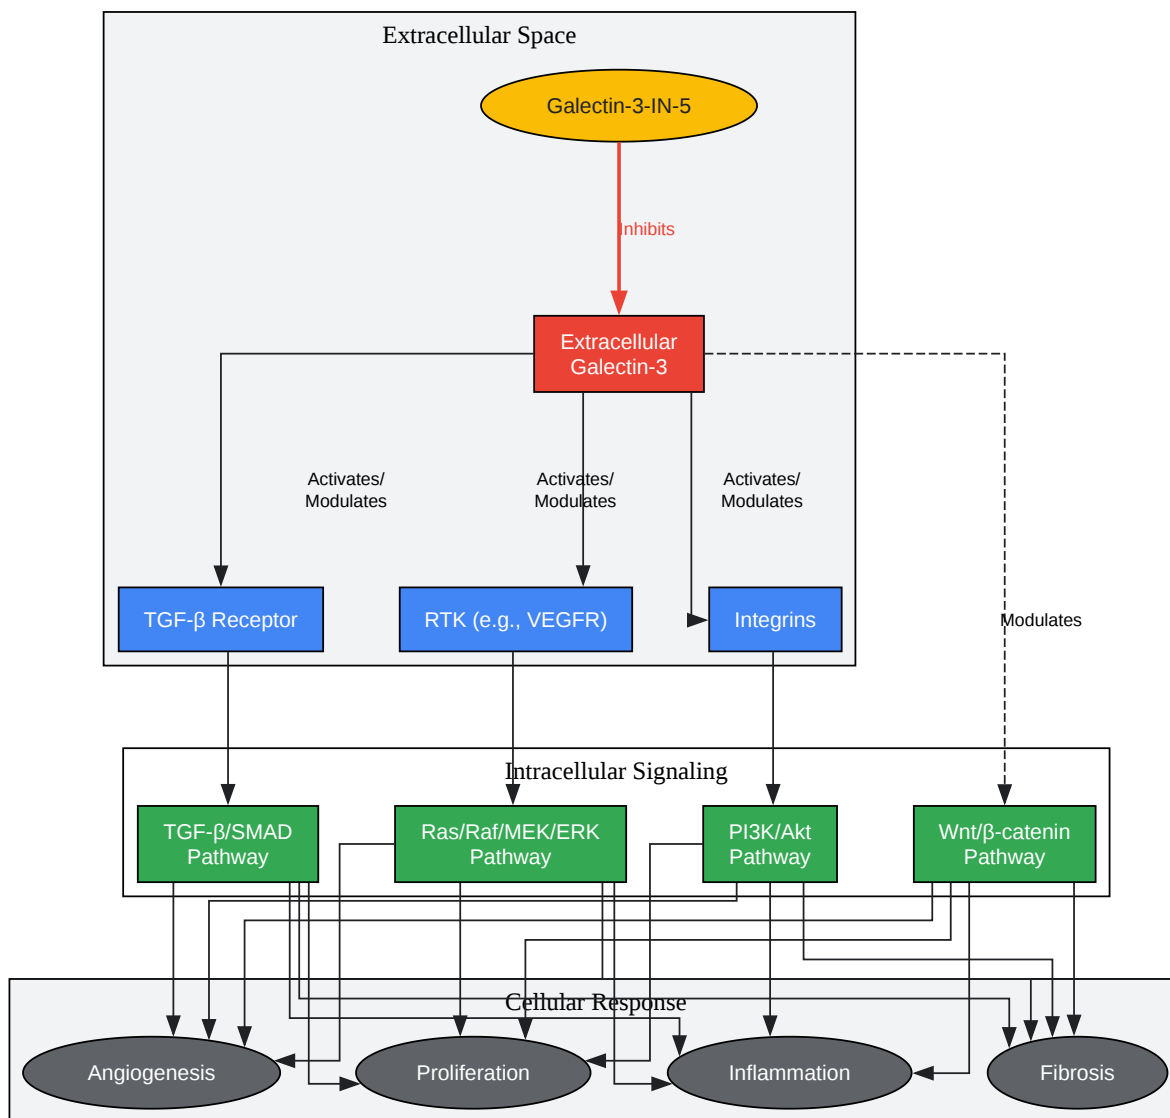 Extracellular Space
Galectin-3-IN-5
Inhibits
Extracellular
Galectin-3
Activates/
Modulates
Activates/
Modulates
Activates/
Modulates
TGF-β Receptor
RTK (e.g., VEGFR)
Integrins
Modulates
Intracellular Signaling
TGF-β/SMAD
Pathway
Ras/Raf/MEK/ERK
Pathway
PI3K/Akt
Pathway
Wnt/β-catenin
Pathway
Cellular Response
Angiogenesis
Proliferation
Inflammation
Fibrosis